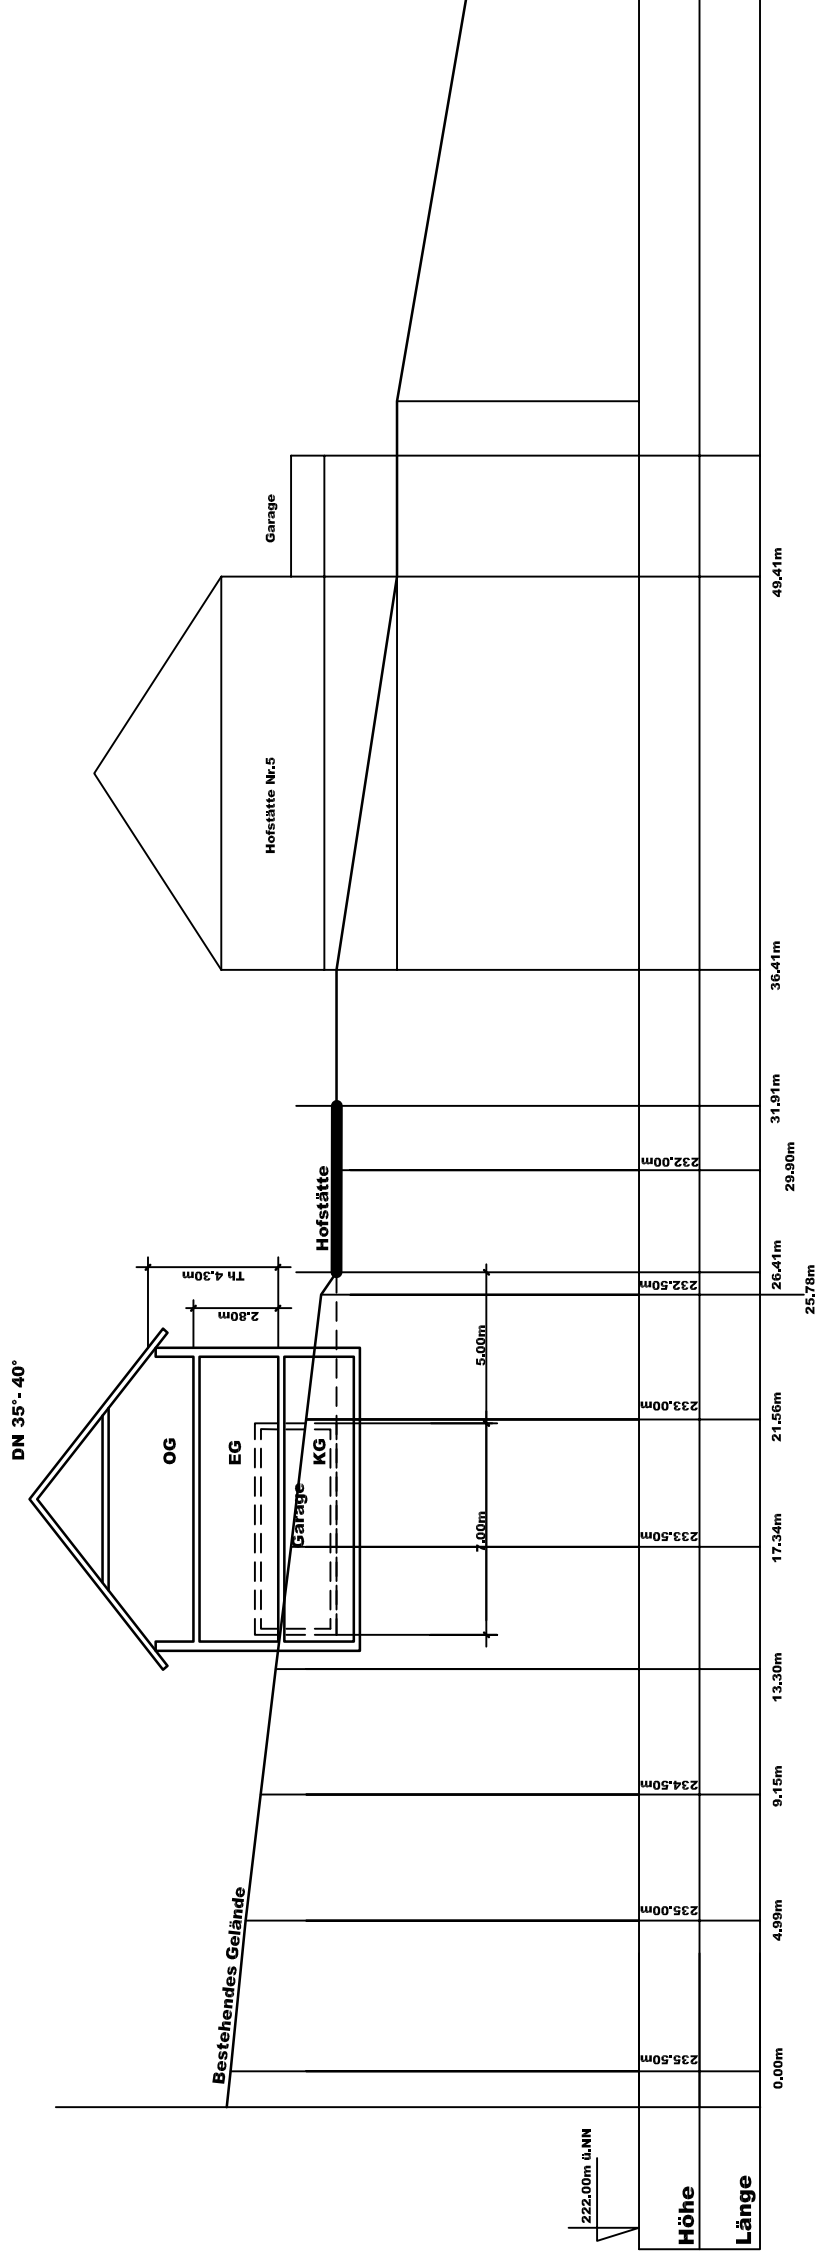 DN 35°- 40°
Garage
Hofstätte Nr.5
Hofstätte
Th 4.30m
2.80m
OG
EG
KG
Garage
5.00m
7.00m
Bestehendes Gelände
222.00m ü.NN
Höhe
235.50m
235.00m
234.50m
233.50m
233.00m
232.50m
232.00m
Länge
0.00m
4.99m
9.15m
13.30m
17.34m
21.56m
25.78m
26.41m
29.90m
31.91m
36.41m
49.41m